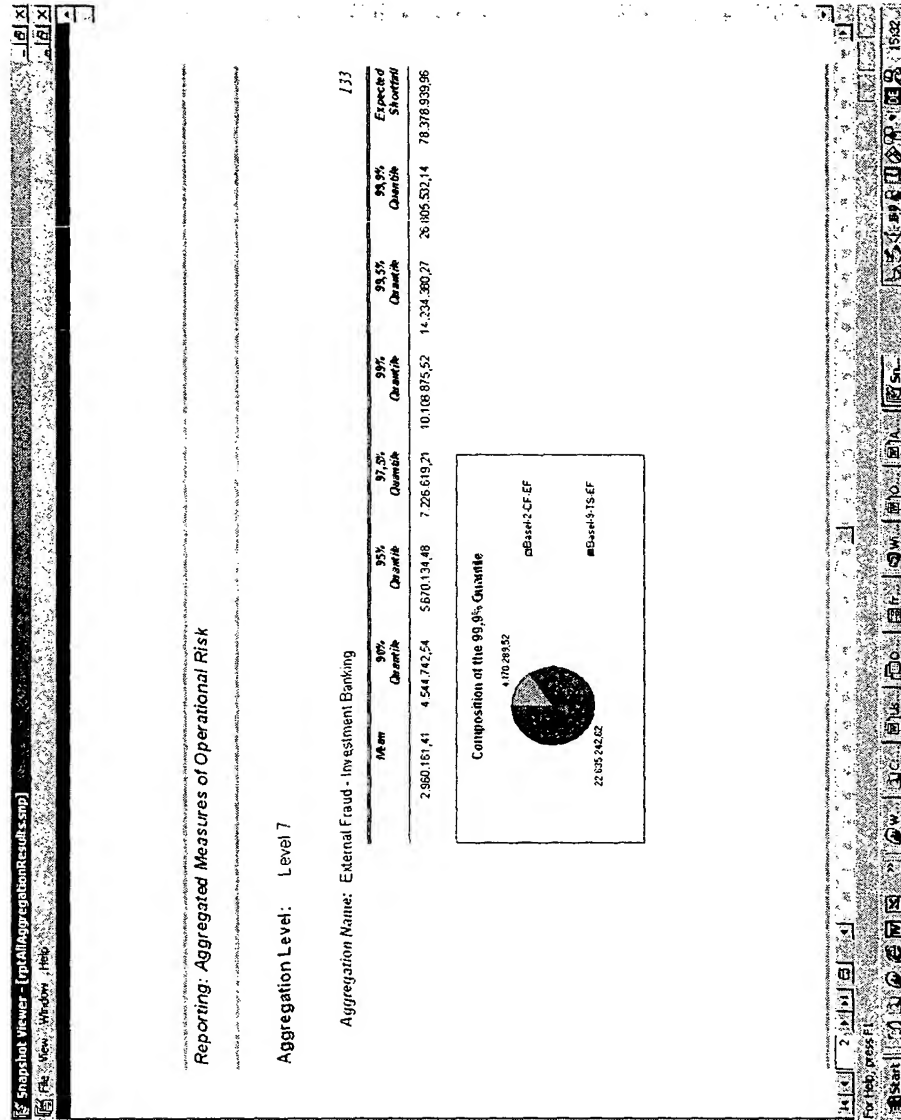 Snapshot Viewer - [rptAllAggregationResults.snp]
File View Window Help
Reporting: Aggregated Measures of Operational Risk
Aggregation Level: Level 7
Aggregation Name: External Fraud - Investment Banking 133
Mean 90% Quantile 95% Quantile 97,5% Quantile 99% Quantile 99,5% Quantile 99,9% Quantile Expected Shortfall
2.960.161,41 4.544.742,54 5.670.134,48 7.226.619,21 10.108.875,52 14.234.380,27 26.805.532,14 78.378.939,96
Composition of the 99,9% Quantile
4.170.289,52
Basel-2-CF-EF
Basel-9-TS-EF
22.635.242,62
2
For Help, press F1
Start
DE 15:32